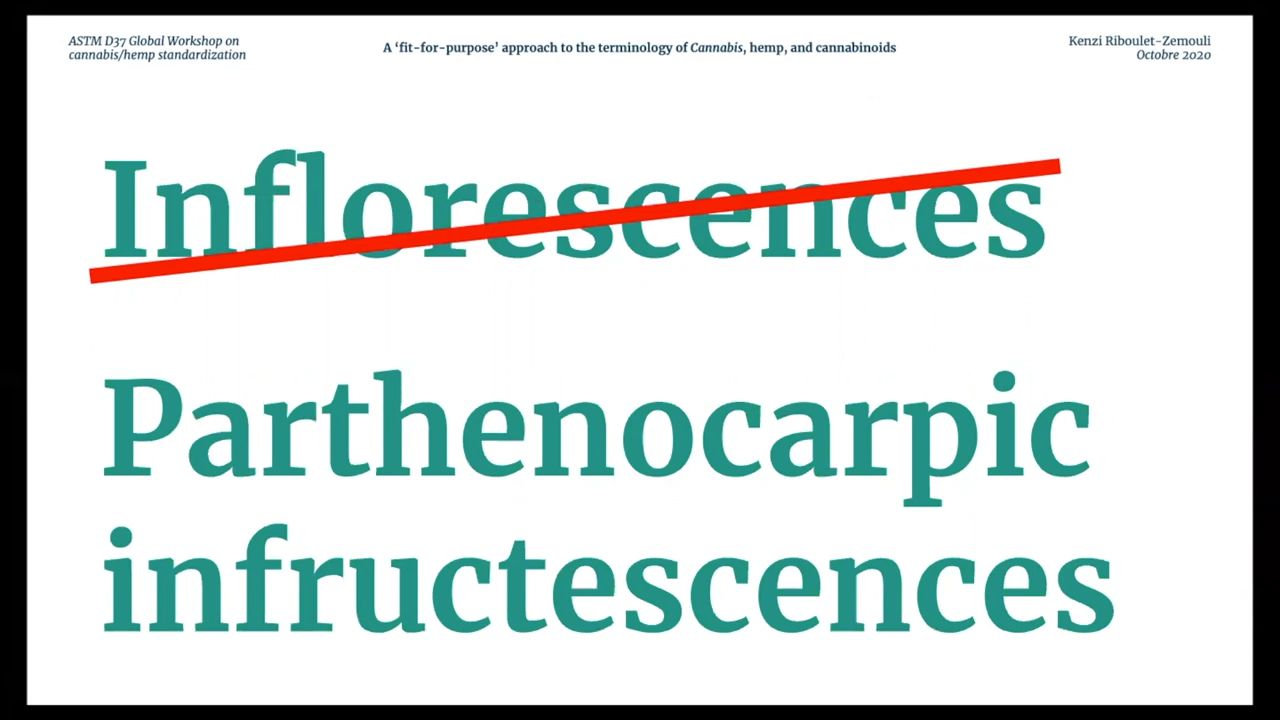 ASTM D37 Global Workshop on
cannabis/hemp standardization
A ‘fit-for-purpose’ approach to the terminology of Cannabis, hemp, and cannabinoids
Kenzi Riboulet-Zemouli
Octobre 2020
Inflorescences
Parthenocarpic
infructescences